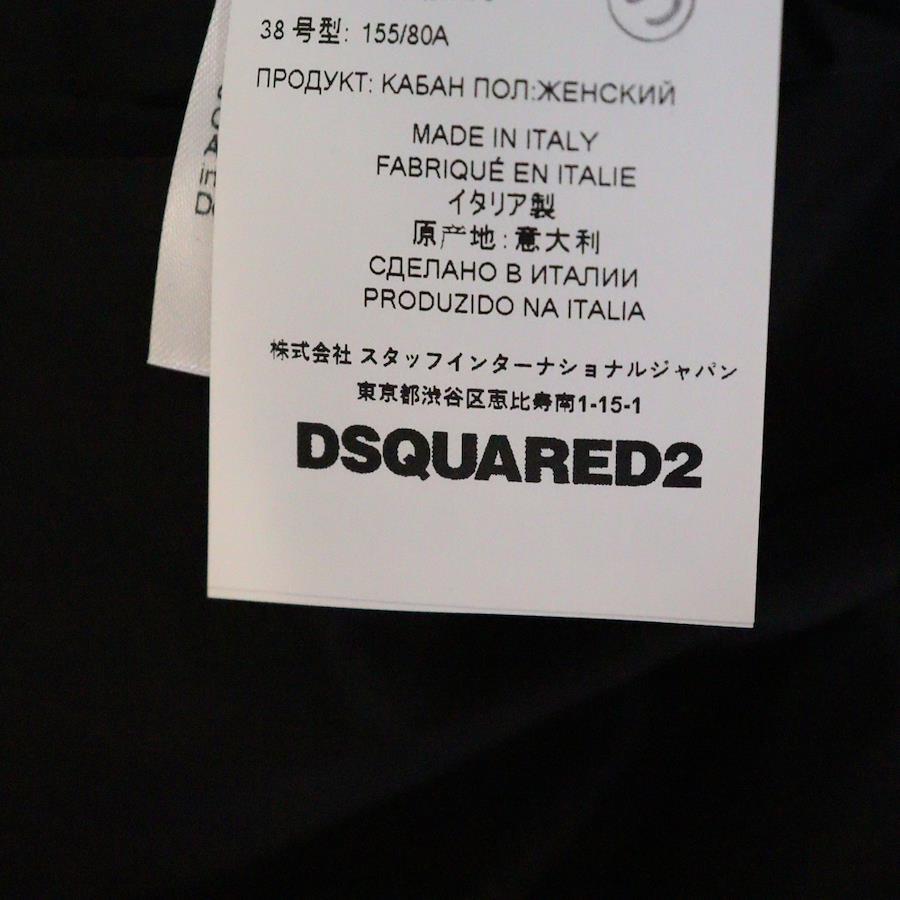 38 号型: 155/80A
ПРОДУКТ: КАБАН ПОЛ:ЖЕНСКИЙ
MADE IN ITALY
FABRIQUÉ EN ITALIE
イタリア製
原产地:意大利
СДЕЛАНО В ИТАЛИИ
PRODUZIDO NA ITALIA
株式会社 スタッフインターナショナルジャパン
東京都渋谷区恵比寿南1-15-1
DSQUARED2